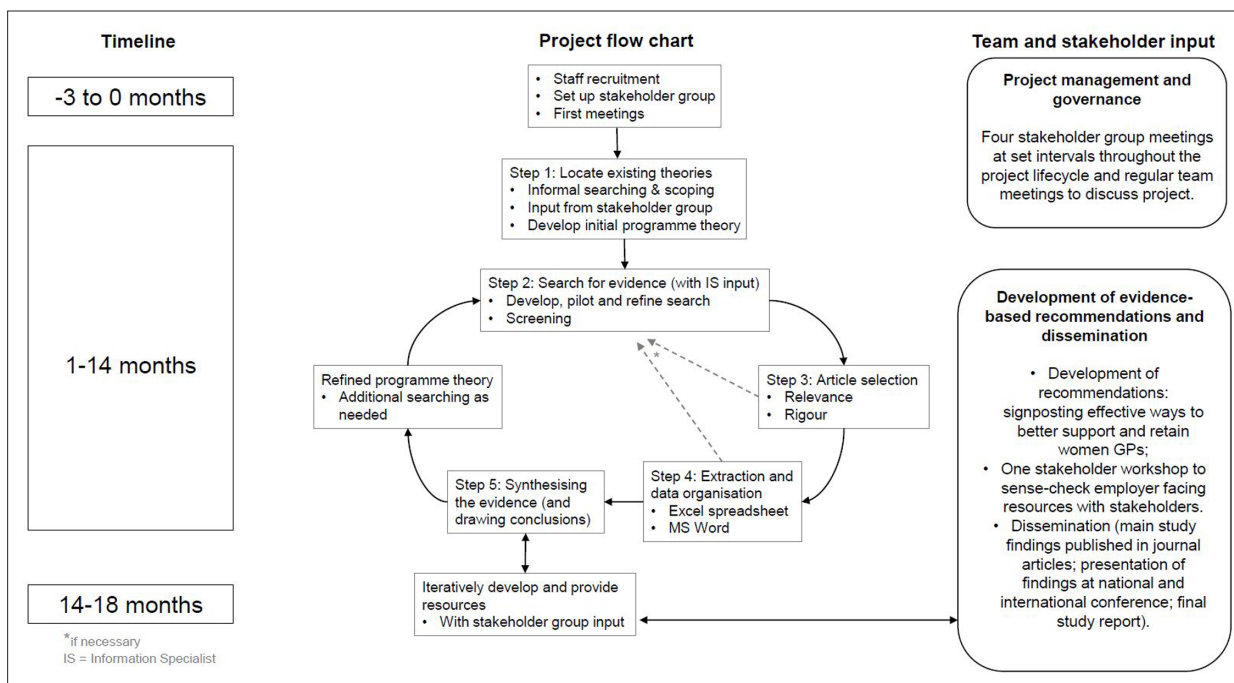 Timeline
-3 to 0 months
1-14 months
14-18 months
*if necessary
IS = Information Specialist
Project flow chart
• Staff recruitment
• Set up stakeholder group
• First meetings
Step 1: Locate existing theories
• Informal searching & scoping
• Input from stakeholder group
• Develop initial programme theory
Step 2: Search for evidence (with IS input)
• Develop, pilot and refine search
• Screening
*
Step 3: Article selection
• Relevance
• Rigour
Step 4: Extraction and
data organisation
• Excel spreadsheet
• MS Word
Step 5: Synthesising
the evidence (and
drawing conclusions)
Refined programme theory
• Additional searching as
needed
Iteratively develop and provide
resources
• With stakeholder group input
Team and stakeholder input
Project management and
governance
Four stakeholder group meetings
at set intervals throughout the
project lifecycle and regular team
meetings to discuss project.
Development of evidence-
based recommendations and
dissemination
• Development of
recommendations:
signposting effective ways to
better support and retain
women GPs;
• One stakeholder workshop to
sense-check employer facing
resources with stakeholders.
• Dissemination (main study
findings published in journal
articles; presentation of
findings at national and
international conference; final
study report).